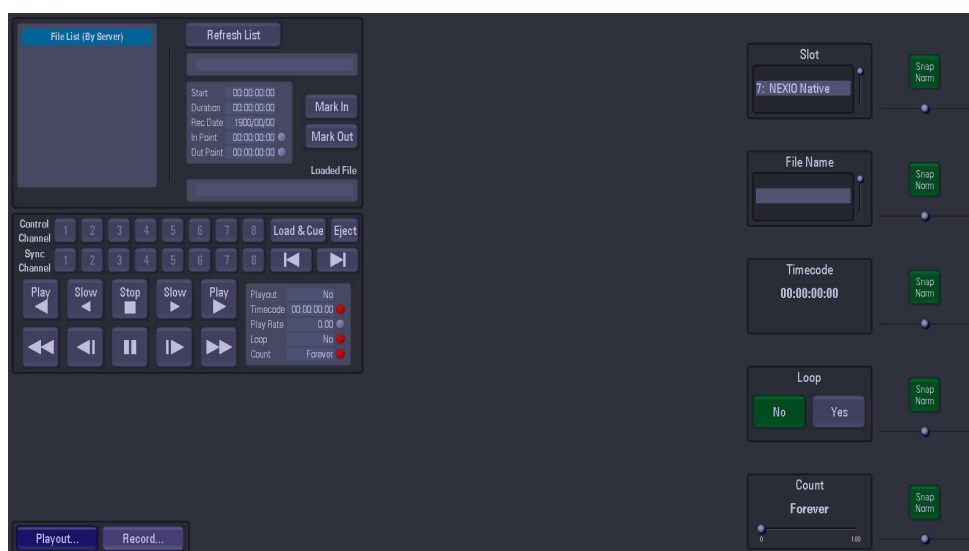 File List (By Server)
Refresh List
Start 00:00:00:00
Duration 00:00:00:00
Rec Date 1900/00/00
In Point 00:00:00:00
Out Point 00:00:00:00
Mark In
Mark Out
Loaded File
Control Channel 1 2 3 4 5 6 7 8 Load & Cue Eject
Sync Channel 1 2 3 4 5 6 7 8
Play Slow Stop Slow Play
Playout No
Timecode 00:00:00:00
Play Rate 0.00
Loop No
Count Forever
Playout... Record...
Slot
7: NEXIO Native
Snap Norm
File Name
Snap Norm
Timecode
00:00:00:00
Snap Norm
Loop
No Yes
Snap Norm
Count
Forever
0 100
Snap Norm